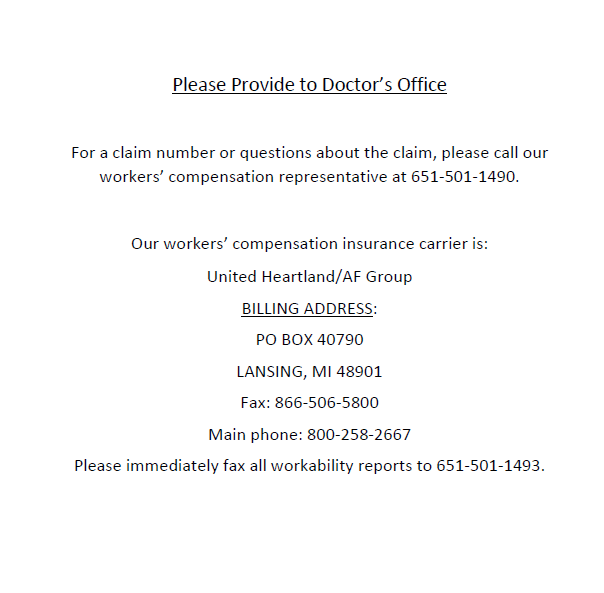 Please Provide to Doctor’s Office
For a claim number or questions about the claim, please call our
workers’ compensation representative at 651-501-1490.
Our workers’ compensation insurance carrier is:
United Heartland/AF Group
BILLING ADDRESS:
PO BOX 40790
LANSING, MI 48901
Fax: 866-506-5800
Main phone: 800-258-2667
Please immediately fax all workability reports to 651-501-1493.